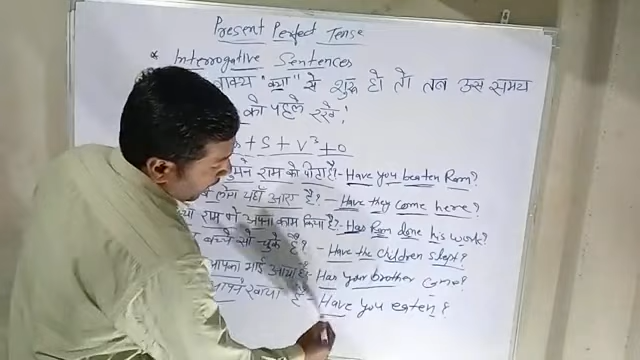 Present Perfect Tense
* Interrogative Sentences
वाक्य "क्या" से शुरू हो तो तब उस समय
को पहले रखे!
+ S + V³ + O
राम को पीटा है? - Have you beaten Ram?
लोग यहाँ आए है? - Have they come here?
राम ने अपना काम किया है? - Has Ram done his work?
बच्चे सो चुके है? - Have the children slept?
भाई आया है? - Has your brother come?
आपने खाया है Have you eaten?